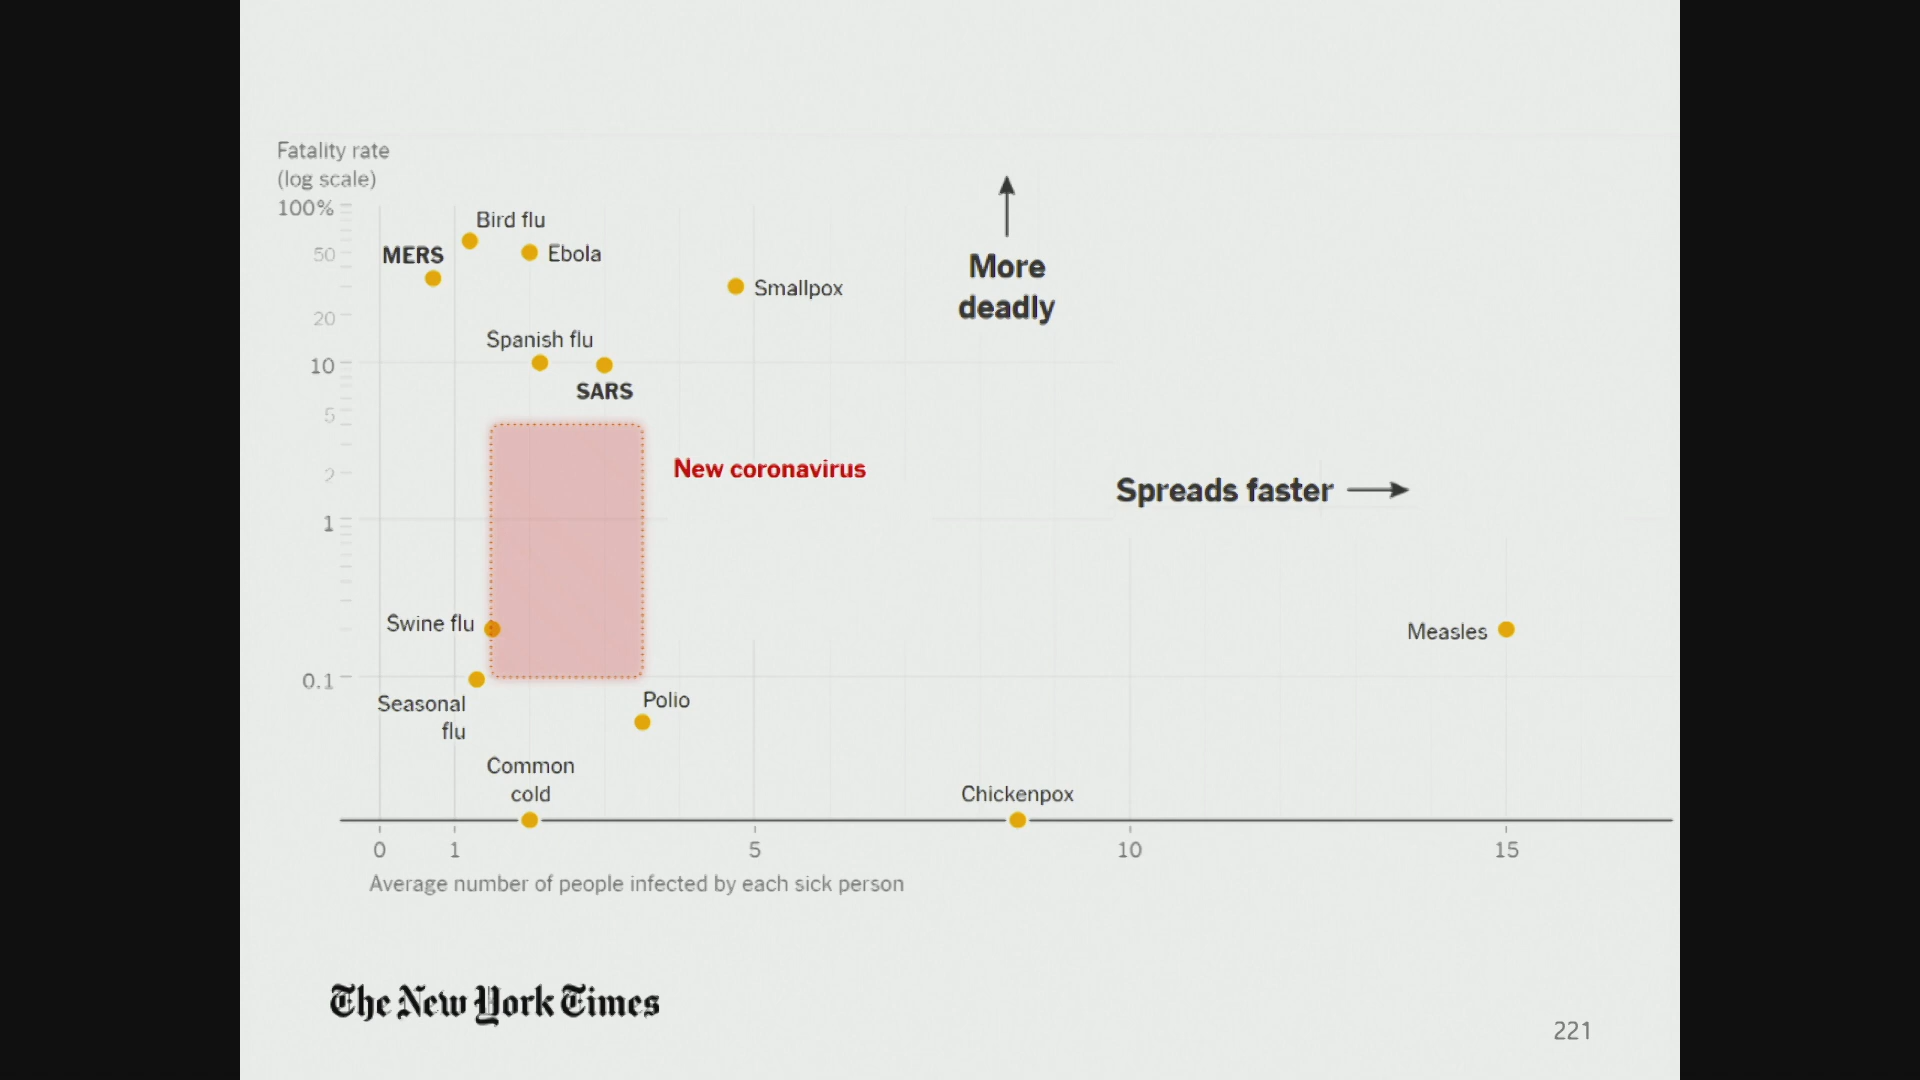 Fatality rate
(log scale)
100%
50
20
10
5
2
1
0.1
Bird flu
MERS
Ebola
Smallpox
More
deadly
Spanish flu
SARS
New coronavirus
Spreads faster
Swine flu
Measles
Seasonal
flu
Polio
Common
cold
Chickenpox
0 1 5 10 15
Average number of people infected by each sick person
The New York Times
221